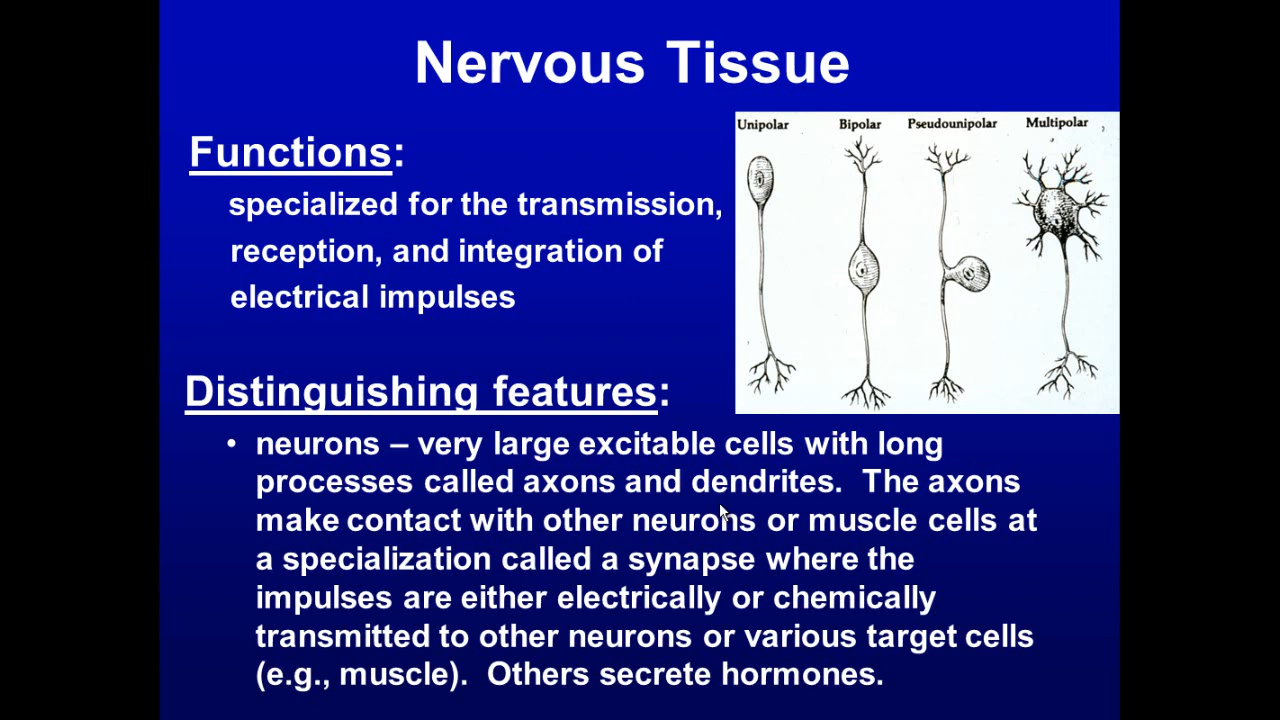 Nervous Tissue
Unipolar Bipolar Pseudounipolar Multipolar
Functions:
specialized for the transmission,
reception, and integration of
electrical impulses
Distinguishing features:
• neurons – very large excitable cells with long
processes called axons and dendrites. The axons
make contact with other neurons or muscle cells at
a specialization called a synapse where the
impulses are either electrically or chemically
transmitted to other neurons or various target cells
(e.g., muscle). Others secrete hormones.